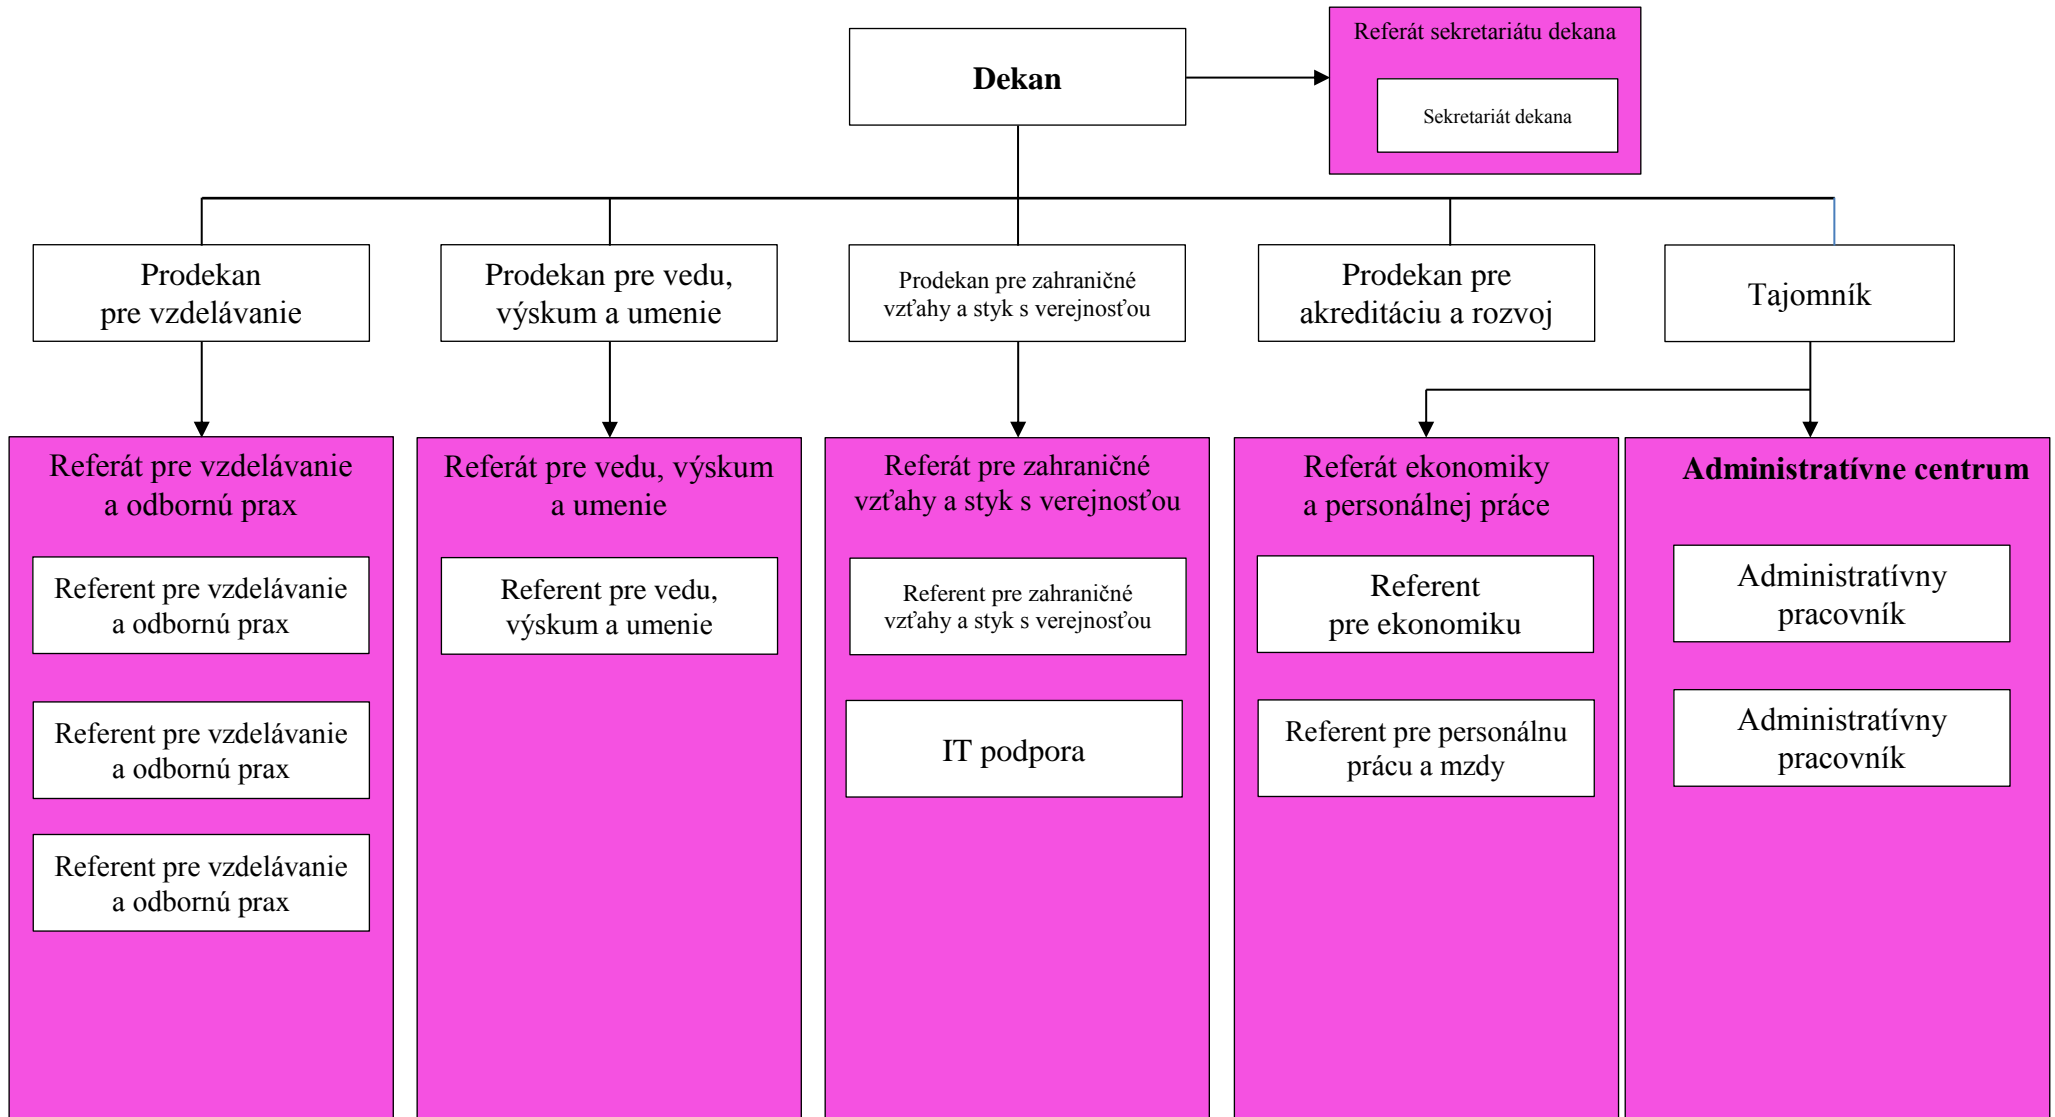 Referát sekretariátu dekana
Dekan
Sekretariát dekana
Prodekan
pre vzdelávanie
Prodekan pre vedu,
výskum a umenie
Prodekan pre zahraničné
vzťahy a styk s verejnosťou
Prodekan pre
akreditáciu a rozvoj
Tajomník
Referát pre vzdelávanie
a odbornú prax
Referent pre vzdelávanie
a odbornú prax
Referent pre vzdelávanie
a odbornú prax
Referent pre vzdelávanie
a odbornú prax
Referát pre vedu, výskum
a umenie
Referent pre vedu,
výskum a umenie
Referát pre zahraničné
vzťahy a styk s verejnosťou
Referent pre zahraničné
vzťahy a styk s verejnosťou
IT podpora
Referát ekonomiky
a personálnej práce
Referent
pre ekonomiku
Referent pre personálnu
prácu a mzdy
Administratívne centrum
Administratívny
pracovník
Administratívny
pracovník